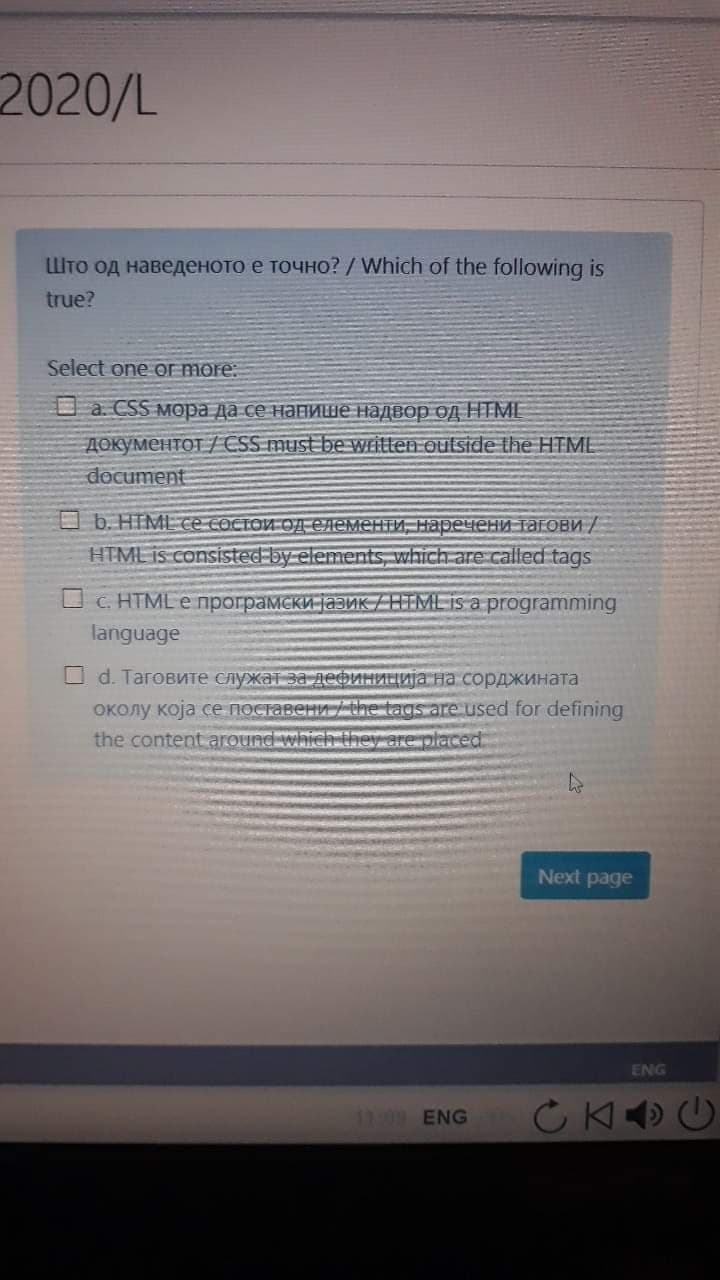 2020/L
Што од наведеното е точно? / Which of the following is
true?
Select one or more:
a. CSS мора да се напише надвор од HTML
документот / CSS must be written outside the HTML
document
b. HTML се состои од елементи, наречени тагови /
HTML is consisted by elements, which are called tags
c. HTML е програмски јазик / HTML is a programming
language
d. Таговите служат за дефиниција на сорджината
околу која се поставени / the tags are used for defining
the content around which they are placed
Next page
ENG
ENG